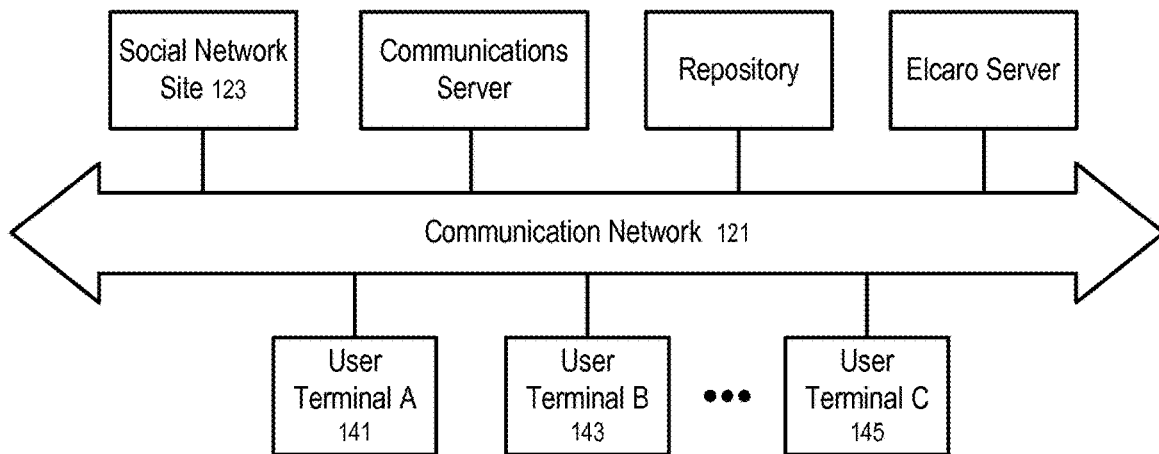 Social Network
Site 123
Communications
Server
Repository
Elcaro Server
Communication Network 121
User
Terminal A
141
User
Terminal B
143
•••
User
Terminal C
145